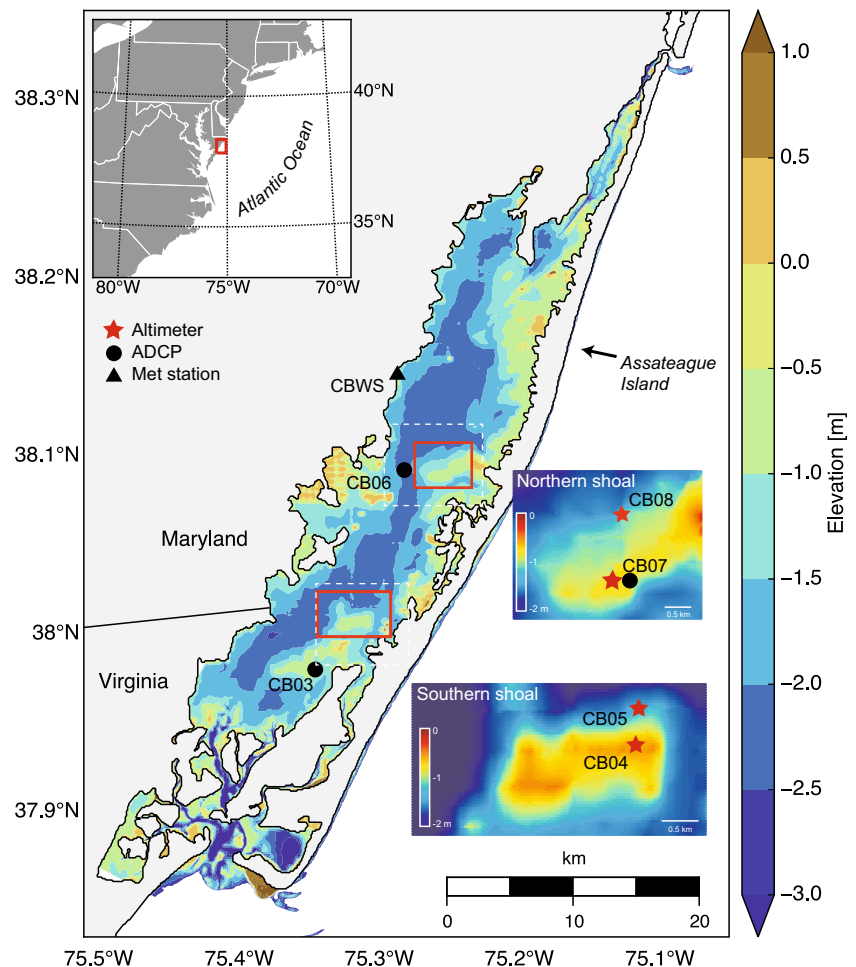 40°N
35°N
Atlantic Ocean
80°W 75°W 70°W
Altimeter
ADCP
Met station
CBWS
Assateague
Island
CB06
Maryland
Virginia
CB03
Northern shoal
CB08
CB07
0
-1
-2 m
0.5 km
Southern shoal
CB05
CB04
0
-1
-2 m
0.5 km
km
0 10 20
38.3°N
38.2°N
38.1°N
38°N
37.9°N
75.5°W 75.4°W 75.3°W 75.2°W 75.1°W
1.0
0.5
0.0
−0.5
−1.0
−1.5
−2.0
−2.5
−3.0
Elevation [m]